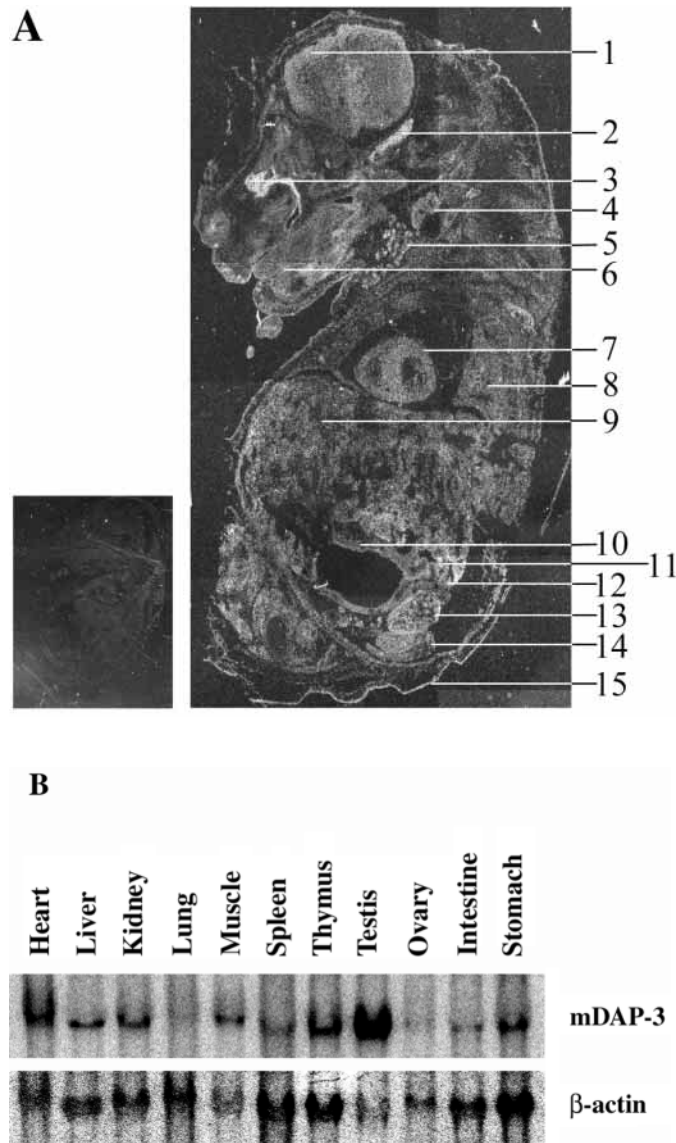 A
1
2
3
4
5
6
7
8
9
10
11
12
13
14
15
B
Heart
Liver
Kidney
Lung
Muscle
Spleen
Thymus
Testis
Ovary
Intestine
Stomach
mDAP-3
β-actin